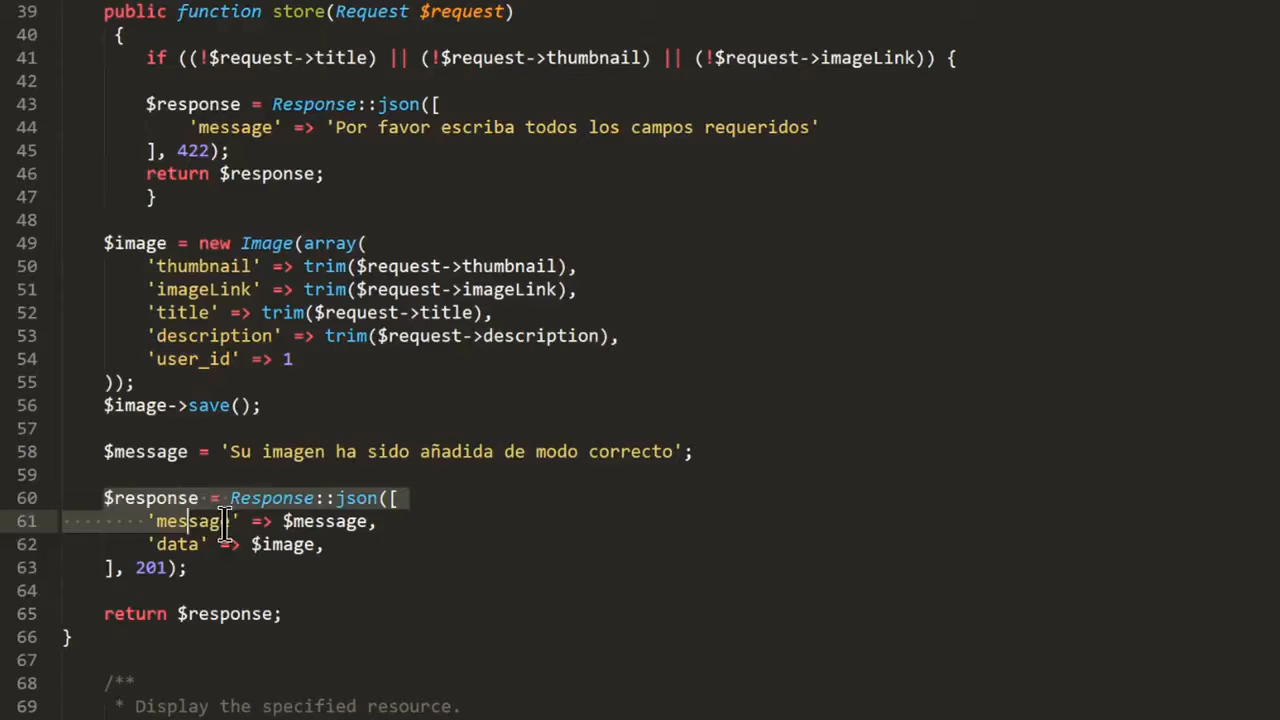 39 public function store(Request $request)
40 {
41 if ((!$request->title) || (!$request->thumbnail) || (!$request->imageLink)) {
42
43 $response = Response::json([
44 'message' => 'Por favor escriba todos los campos requeridos'
45 ], 422);
46 return $response;
47 }
48
49 $image = new Image(array(
50 'thumbnail' => trim($request->thumbnail),
51 'imageLink' => trim($request->imageLink),
52 'title' => trim($request->title),
53 'description' => trim($request->description),
54 'user_id' => 1
55 ));
56 $image->save();
57
58 $message = 'Su imagen ha sido añadida de modo correcto';
59
60 $response = Response::json([
61 'message' => $message,
62 'data' => $image,
63 ], 201);
64
65 return $response;
66 }
67
68 /**
69 * Display the specified resource.